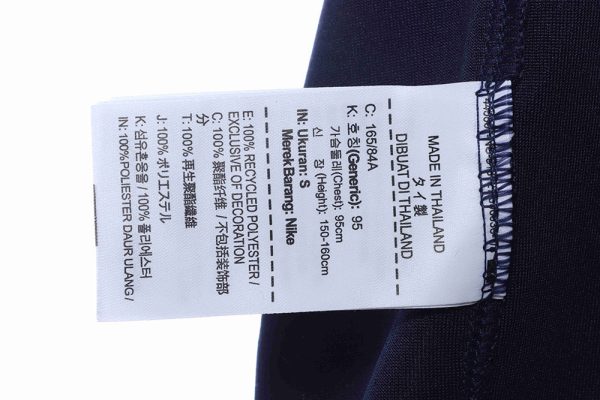 MADE IN THAILAND
タイ製
DIBUAT DI THAILAND
C: 165/84A
K: 호칭(Generic): 95
가슴둘레(Chest): 95cm
신 장 (Height): 150-160cm
IN: Ukuran: S
Merek Barang: Nike
E: 100% RECYCLED POLYESTER /
EXCLUSIVE OF DECORATION
C: 100% 聚酯纤维 / 不包括装饰部
分
T: 100% 再生聚酯纖維
J: 100% ポリエステル
K: 섬유혼용율 / 100% 폴리에스터
IN: 100% POLIESTER DAUR ULANG /